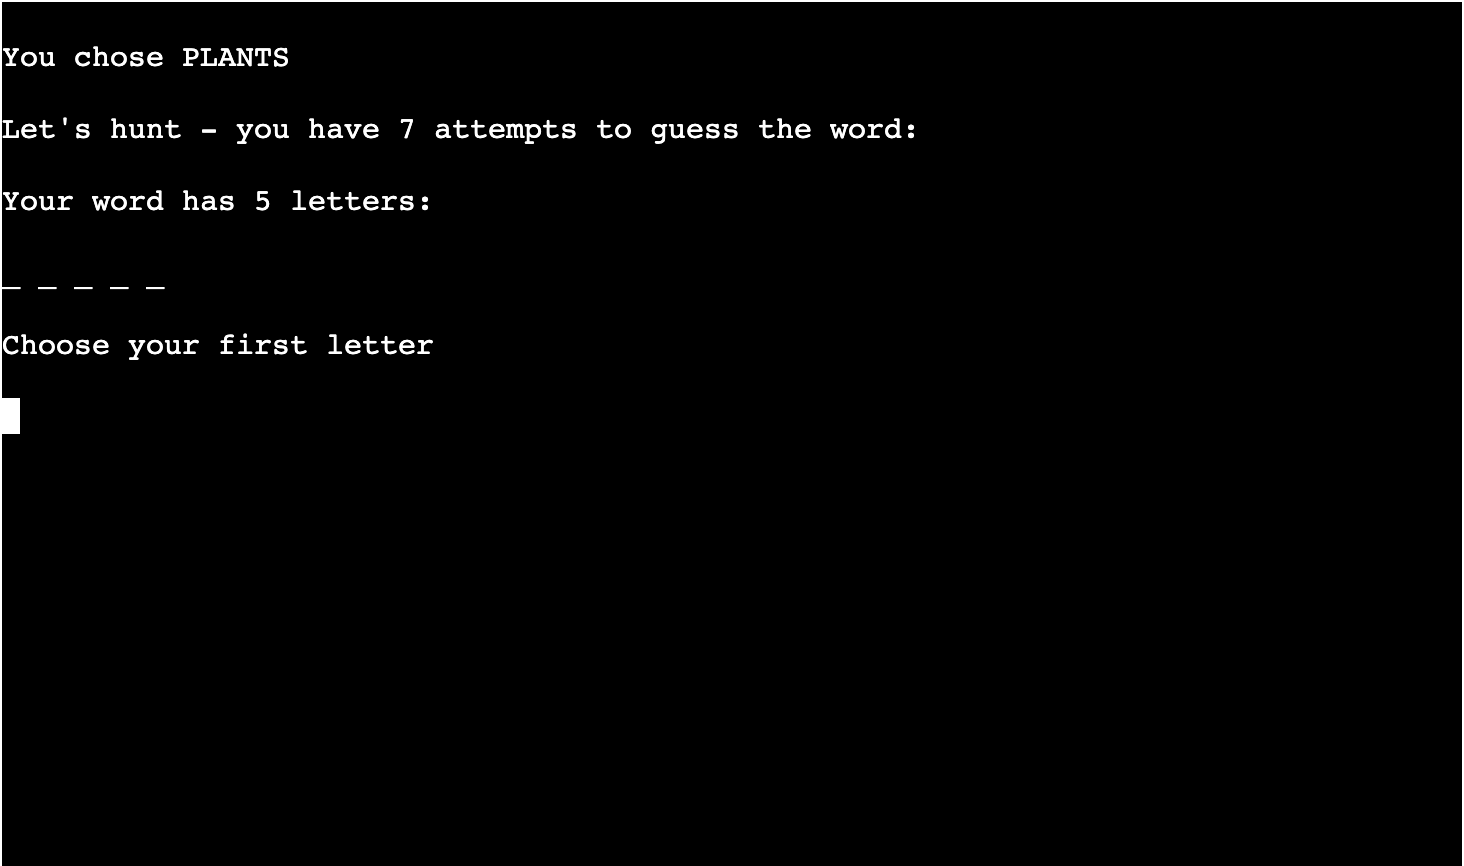 You chose PLANTS
Let's hunt - you have 7 attempts to guess the word:
Your word has 5 letters:
_ _ _ _ _
Choose your first letter